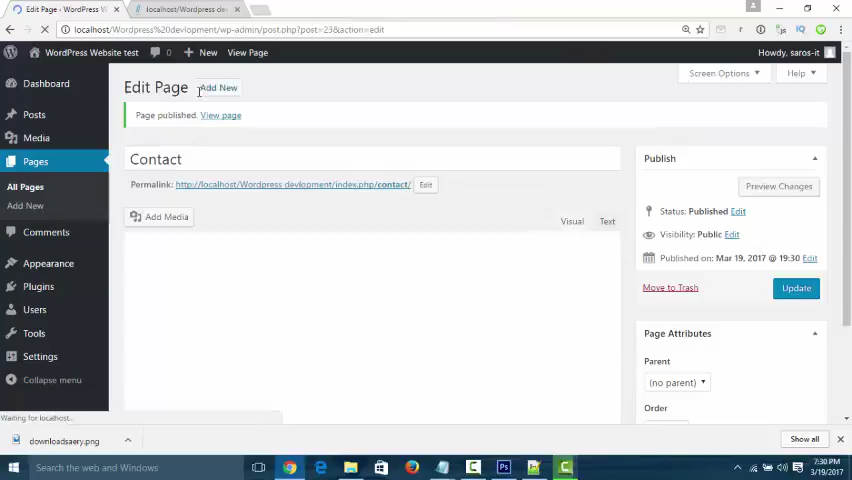 Edit Page ‹ WordPress W
localhost/Wordpress dev
localhost/Wordpress%20devlopment/wp-admin/post.php?post=23&action=edit
WordPress Website test 0 New View Page Howdy, saros-it
Dashboard
Posts
Media
Pages
All Pages
Add New
Comments
Appearance
Plugins
Users
Tools
Settings
Collapse menu
Edit Page Add New
Screen Options Help
Page published. View page
Contact
Permalink: http://localhost/Wordpress devlopment/index.php/contact/ Edit
Add Media
Visual Text
Publish
Preview Changes
Status: Published Edit
Visibility: Public Edit
Published on: Mar 19, 2017 @ 19:30 Edit
Move to Trash Update
Page Attributes
Parent
(no parent)
Order
Waiting for localhost...
downloadsaery.png
Show all
Search the web and Windows
7:30 PM
3/19/2017